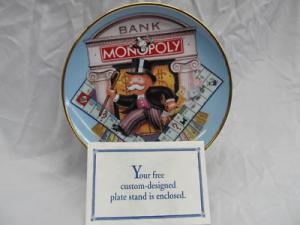 BANK
MONOPOLY
Your free
custom-designed
plate stand is enclosed.